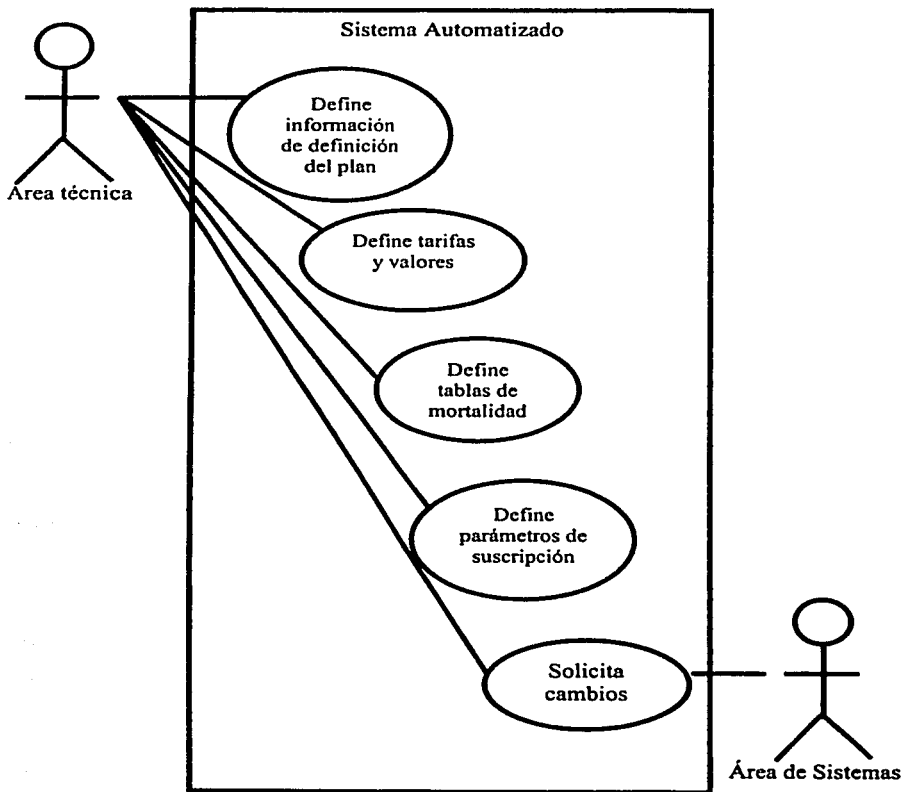 Sistema Automatizado
Define
información
de definición
del plan
Área técnica
Define tarifas
y valores
Define
tablas de
mortalidad
Define
parámetros de
suscripción
Solicita
cambios
Área de Sistemas